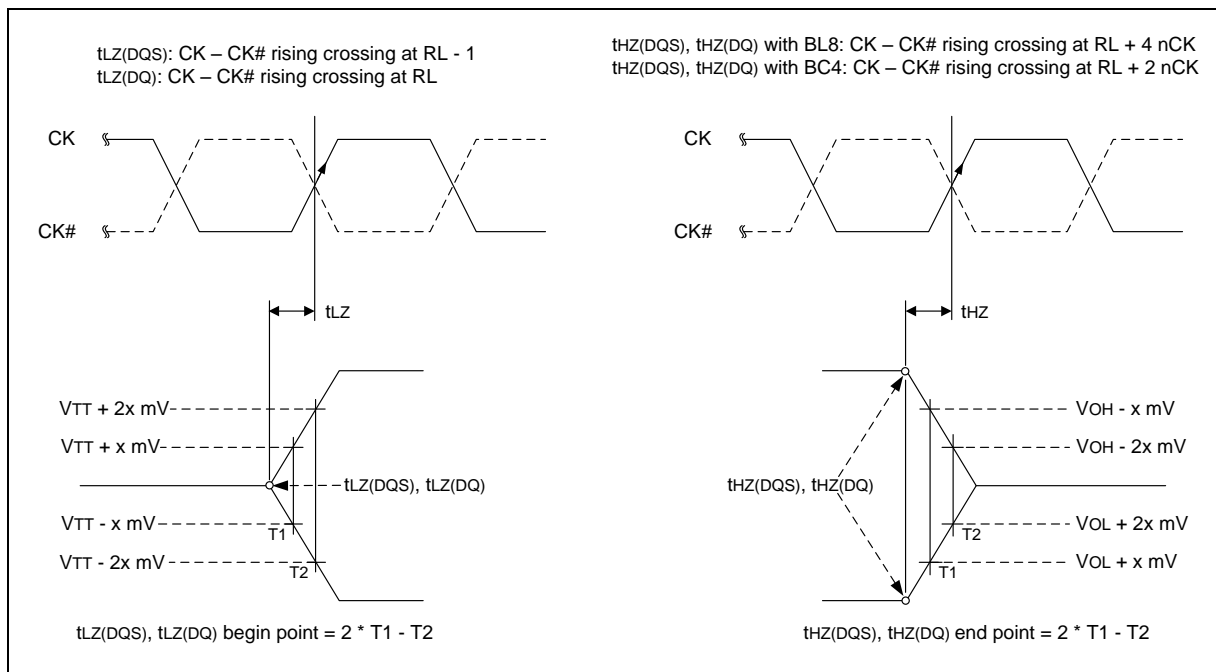 tLZ(DQS): CK – CK# rising crossing at RL - 1
tLZ(DQ): CK – CK# rising crossing at RL
CK
CK#
tLZ
VTT + 2x mV
VTT + x mV
tLZ(DQS), tLZ(DQ)
VTT - x mV
T1
VTT - 2x mV
T2
tLZ(DQS), tLZ(DQ) begin point = 2 * T1 - T2
tHZ(DQS), tHZ(DQ) with BL8: CK – CK# rising crossing at RL + 4 nCK
tHZ(DQS), tHZ(DQ) with BC4: CK – CK# rising crossing at RL + 2 nCK
CK
CK#
tHZ
VOH - x mV
VOH - 2x mV
tHZ(DQS), tHZ(DQ)
VOL + 2x mV
T2
VOL + x mV
T1
tHZ(DQS), tHZ(DQ) end point = 2 * T1 - T2